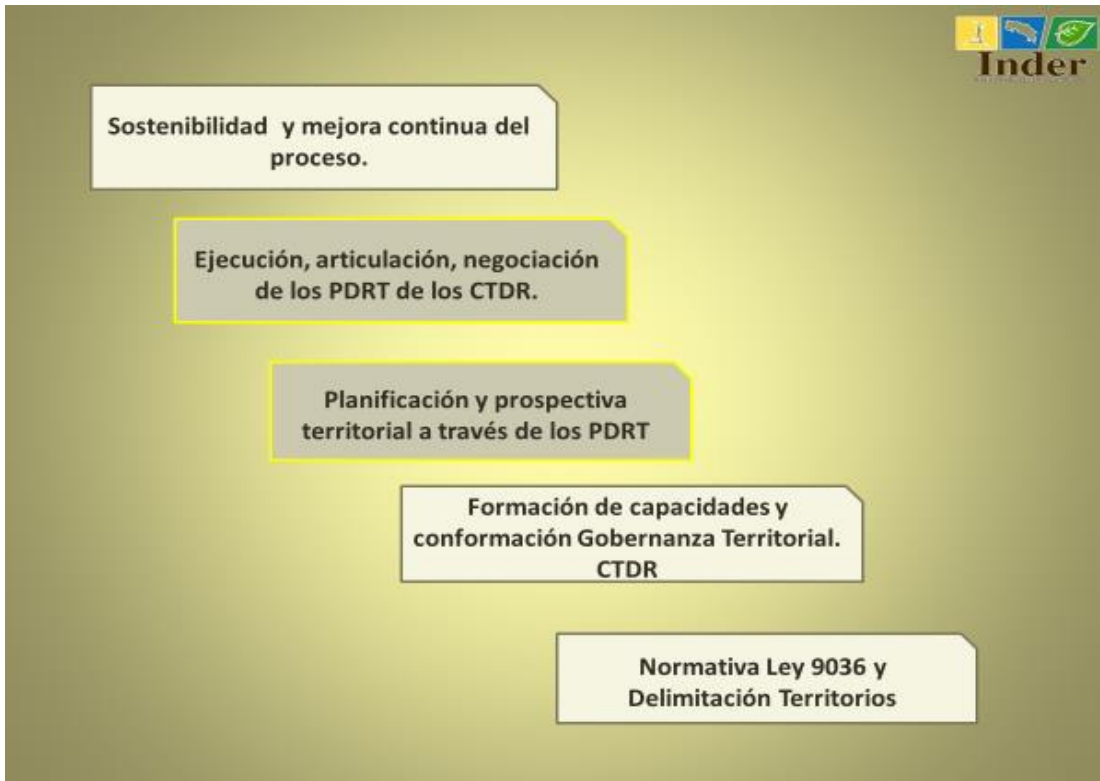 Inder
Sostenibilidad y mejora continua del
proceso.
Ejecución, articulación, negociación
de los PDRT de los CTDR.
Planificación y prospectiva
territorial a través de los PDRT
Formación de capacidades y
conformación Gobernanza Territorial.
CTDR
Normativa Ley 9036 y
Delimitación Territorios